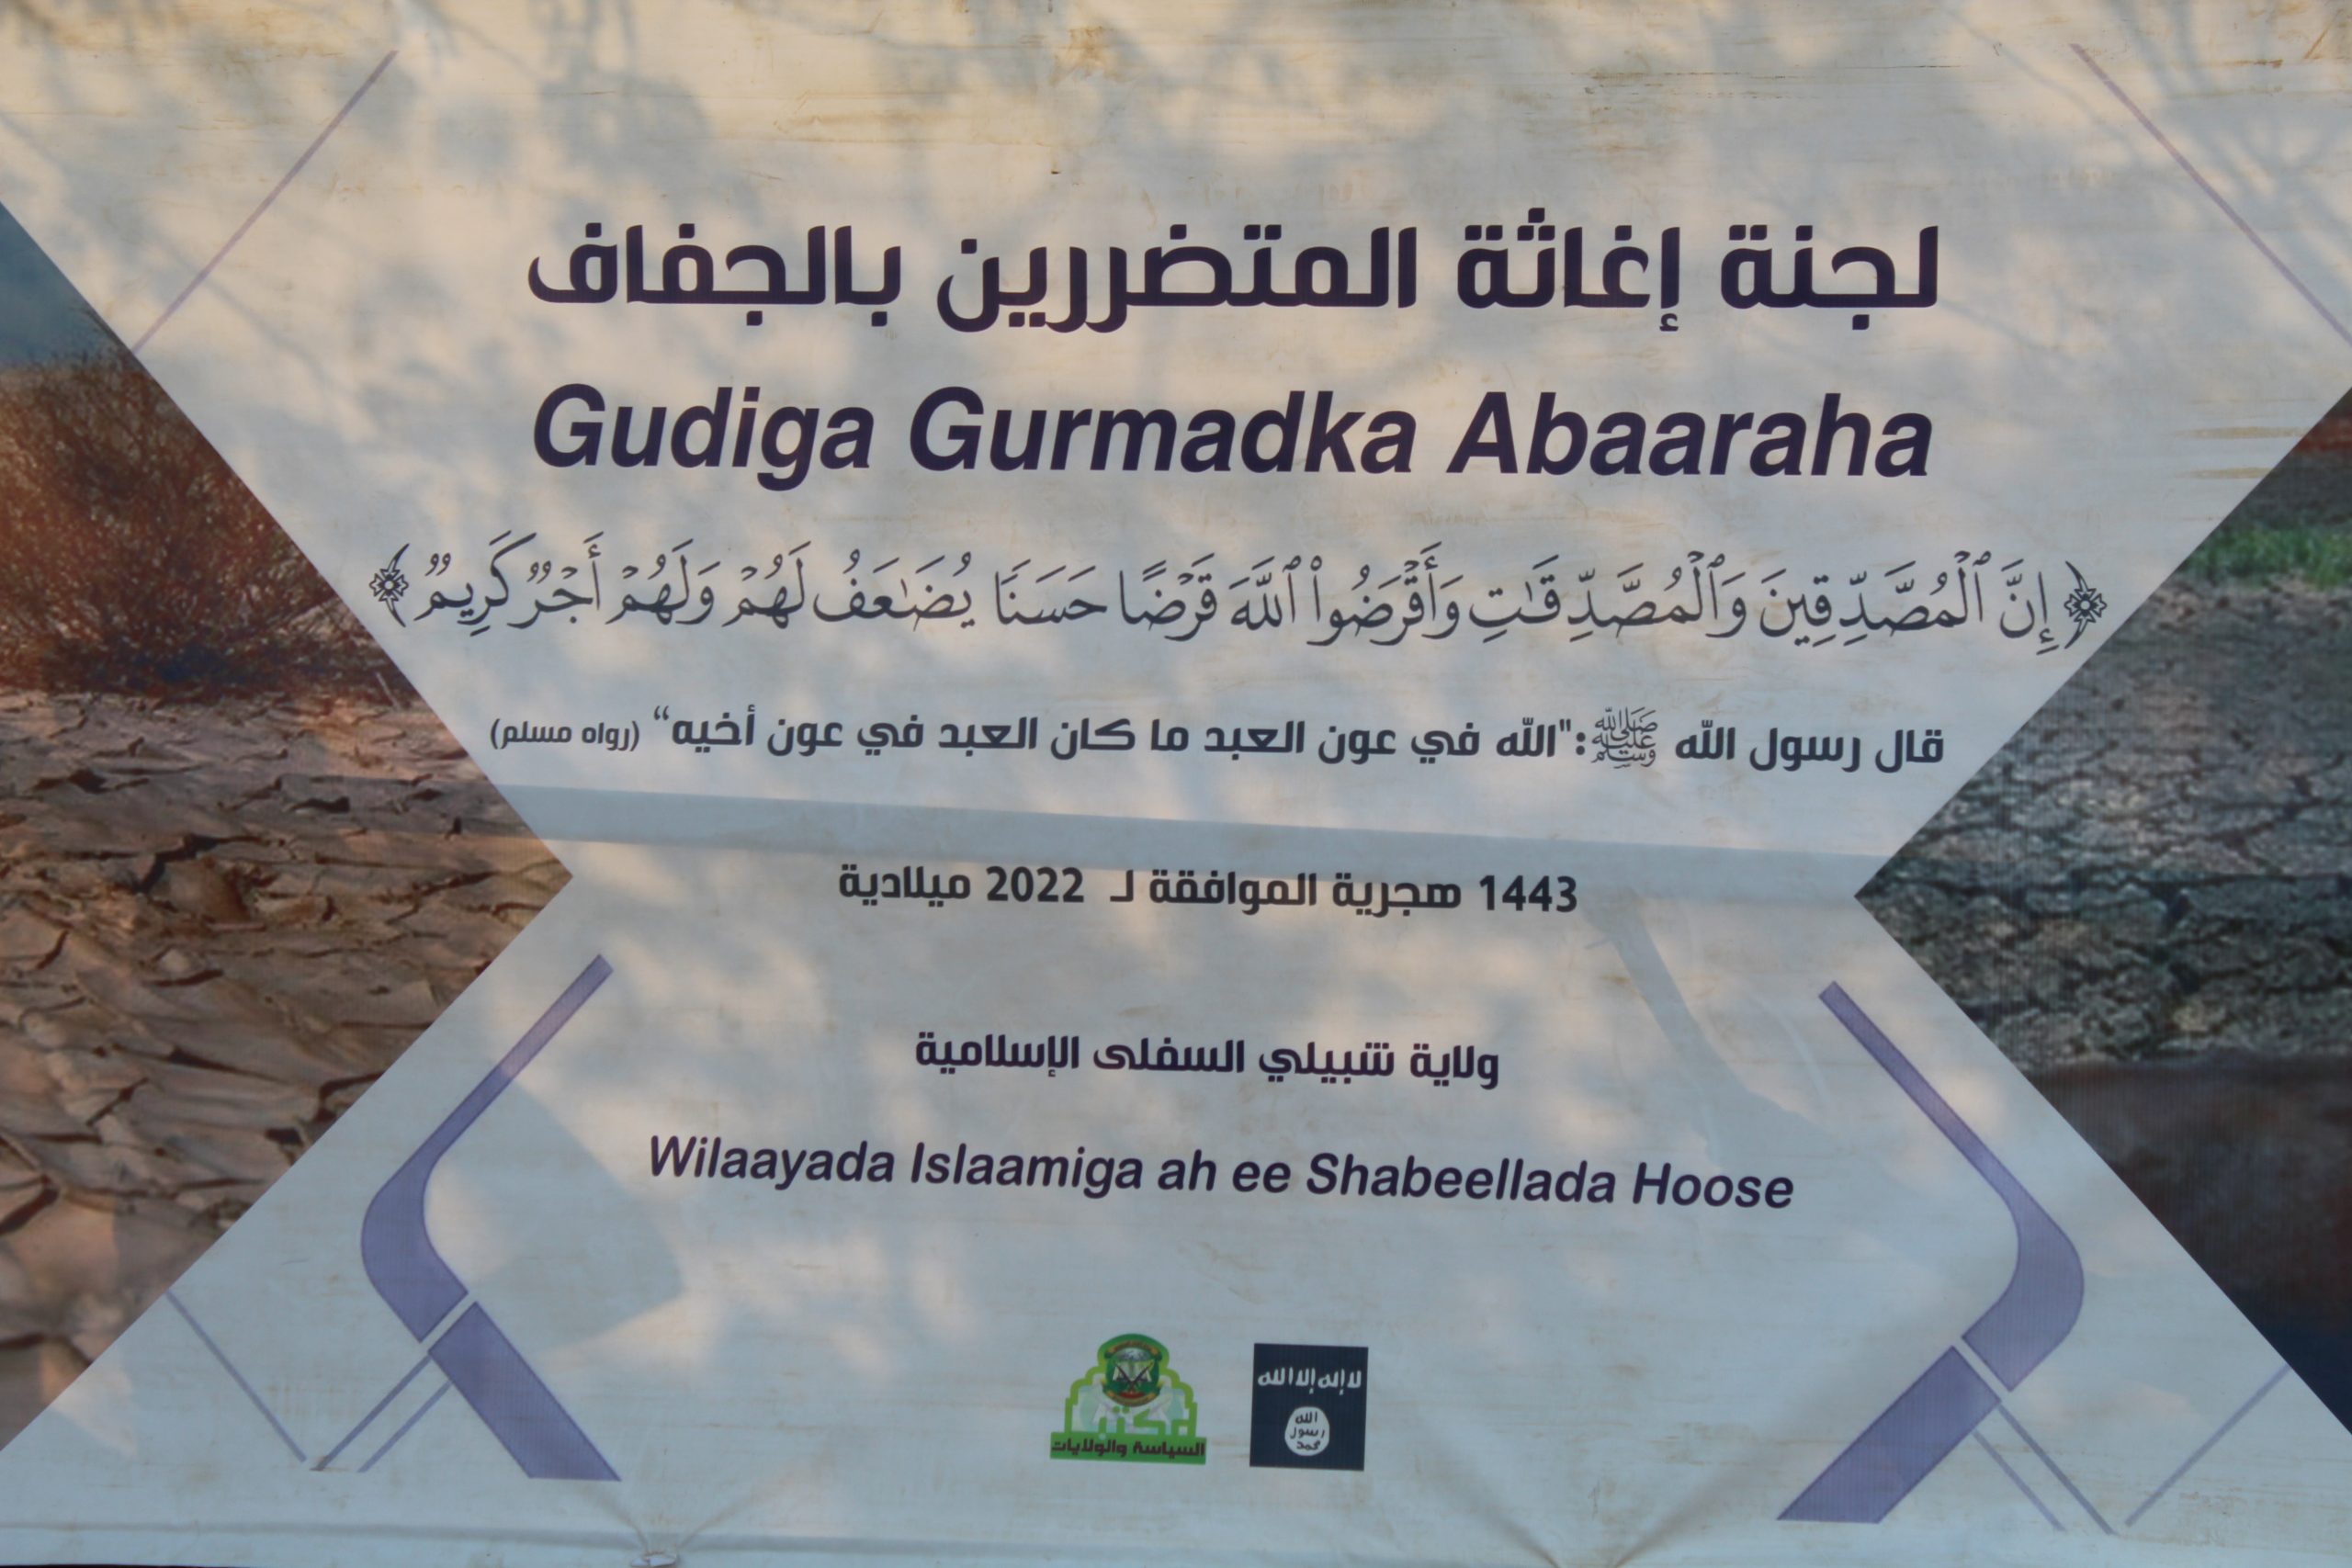 لجنة إغاثة المتضررين بالجفاف
Gudiga Gurmadka Abaaraha
﴿إِنَّ ٱلْمُصَّدِّقِينَ وَٱلْمُصَّدِّقَٰتِ وَأَقْرَضُوا۟ ٱللَّهَ قَرْضًا حَسَنًا يُضَٰعَفُ لَهُمْ وَلَهُمْ أَجْرٌ كَرِيمٌ﴾
قال رسول الله ﷺ:"الله في عون العبد ما كان العبد في عون أخيه“ (رواه مسلم)
1443 هجرية الموافقة لـ 2022 ميلادية
ولاية شبيلي السفلى الإسلامية
Wilaayada Islaamiga ah ee Shabeellada Hoose
مكتب
السياسة والولايات
لا إله إلا الله
الله
رسول
محمد